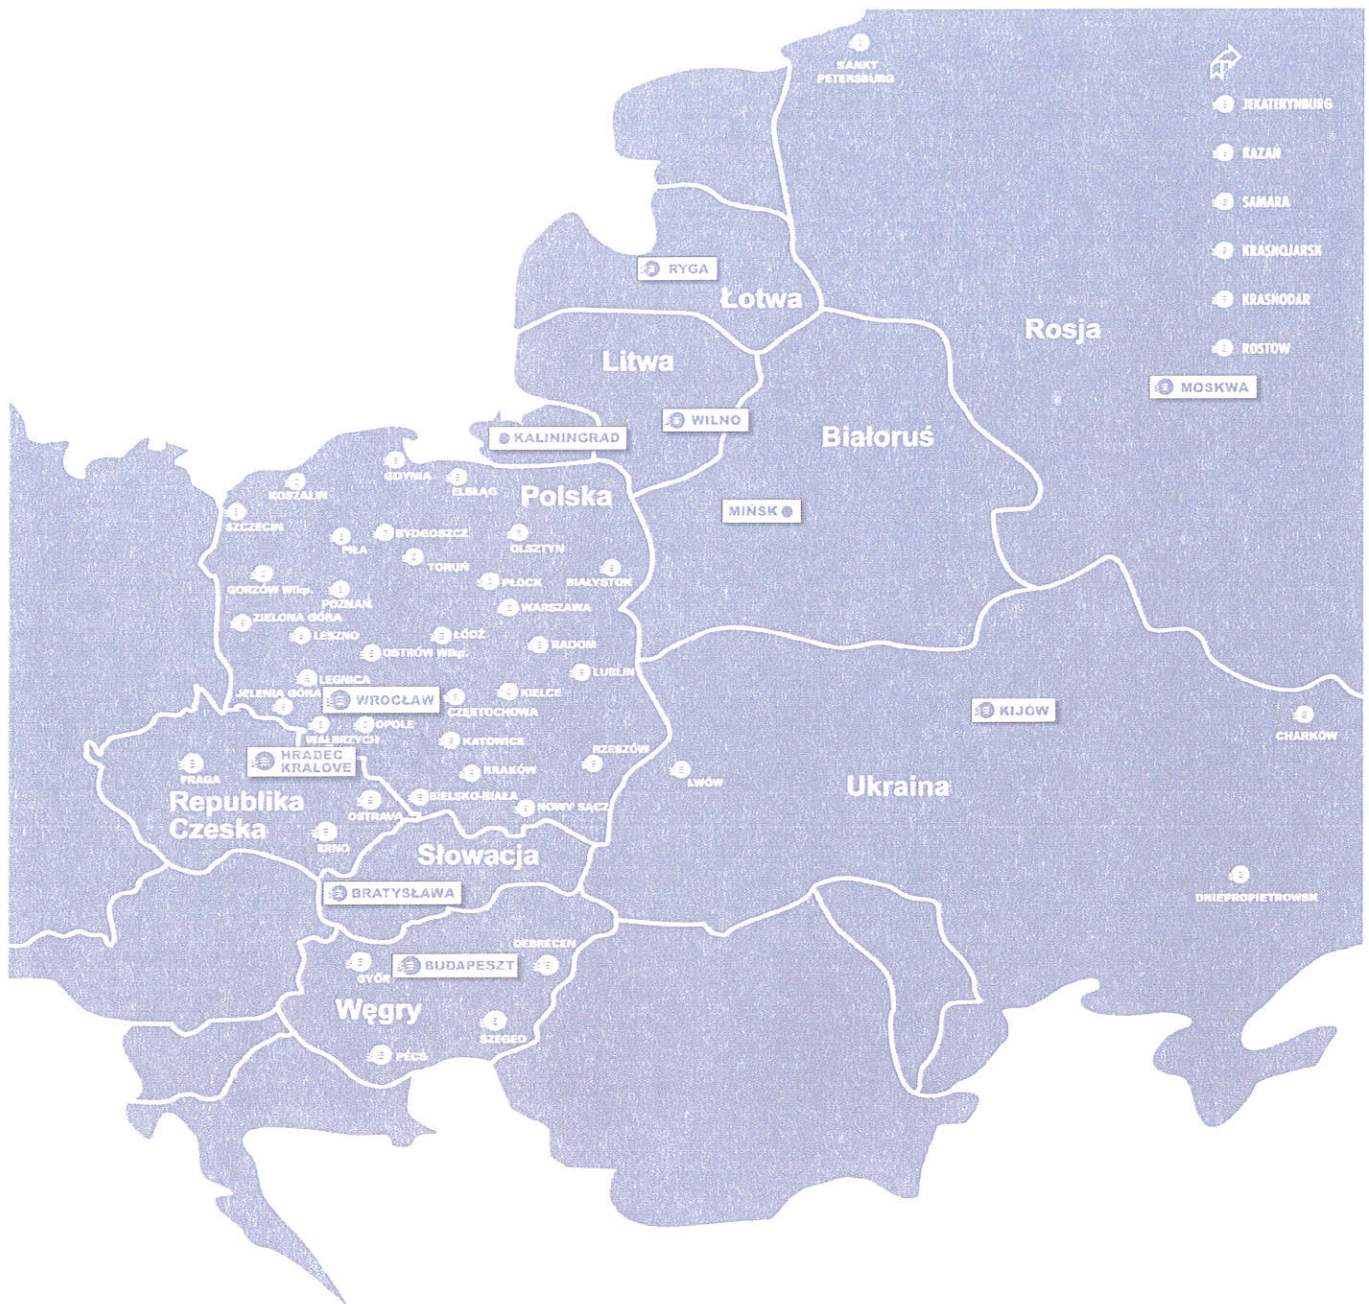 SANKT
PETERSBURG
JEKATERYNBURG
KAZAŃ
SAMARA
KRASNOJARSK
KRASNODAR
ROSTOW
RYGA
Łotwa
Rosja
Litwa
MOSKWA
WILNO
KALININGRAD
Białoruś
GDYNIA
ELBLĄG
KOSZALIN
Polska
SZCZECIN
MIŃSK
BYDGOSZCZ
PIŁA
OLSZTYN
TORUŃ
PŁOCK
BIAŁYSTOK
GORZÓW Wlkp.
POZNAŃ
WARSZAWA
ZIELONA GÓRA
LESZNO
ŁÓDŹ
RADOM
OSTRÓW Wlkp.
LUBLIN
LEGNICA
JELENIA GÓRA
WROCŁAW
KIELCE
CZĘSTOCHOWA
KIJÓW
WAŁBRZYCH
OPOLE
CHARKÓW
KATOWICE
RZESZÓW
HRADEC
KRALOVE
PRAGA
KRAKÓW
LWÓW
Ukraina
Republika
Czeska
BIELSKO-BIAŁA
OSTRAVA
NOWY SĄCZ
BRNO
Słowacja
BRATYSŁAWA
DNIEPROPIETROWSK
DEBRECEN
BUDAPESZT
GYŐR
Węgry
SZEGED
PÉCS